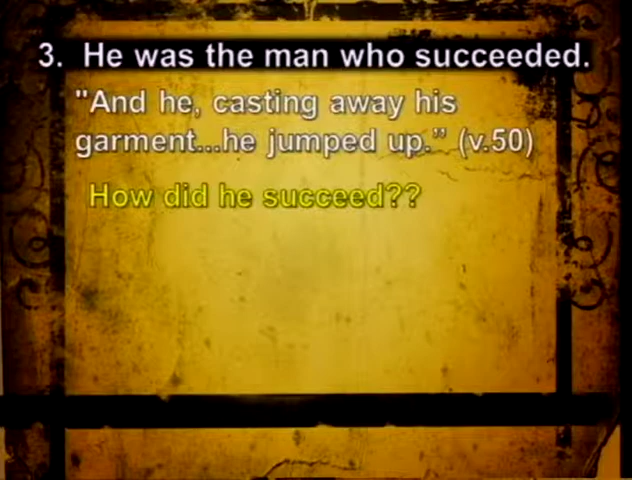 3. He was the man who succeeded.
"And he, casting away his
garment...he jumped up.” (v.50)
How did he succeed??